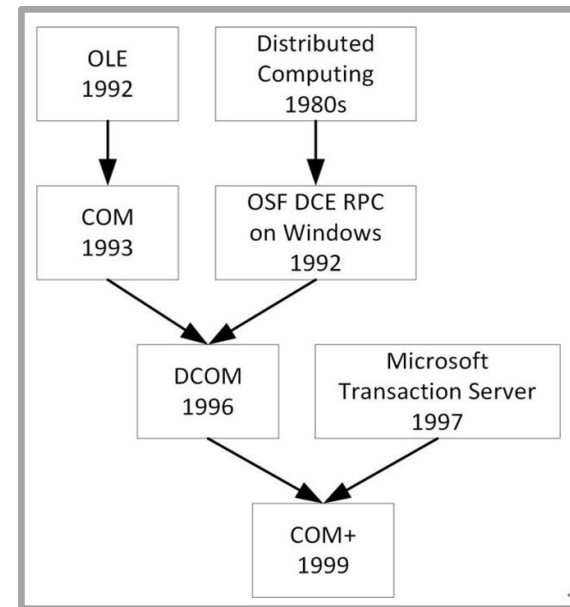 OLE
1992
Distributed
Computing
1980s
COM
1993
OSF DCE RPC
on Windows
1992
DCOM
1996
Microsoft
Transaction Server
1997
COM+
1999